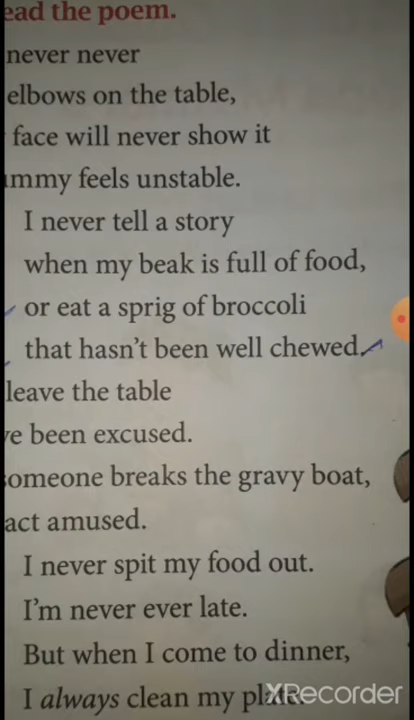 ead the poem.
never never
elbows on the table,
face will never show it
mmy feels unstable.
I never tell a story
when my beak is full of food,
or eat a sprig of broccoli
that hasn't been well chewed.
leave the table
've been excused.
omeone breaks the gravy boat,
act amused.
I never spit my food out.
I'm never ever late.
But when I come to dinner,
I always clean my plate.
XRecorder